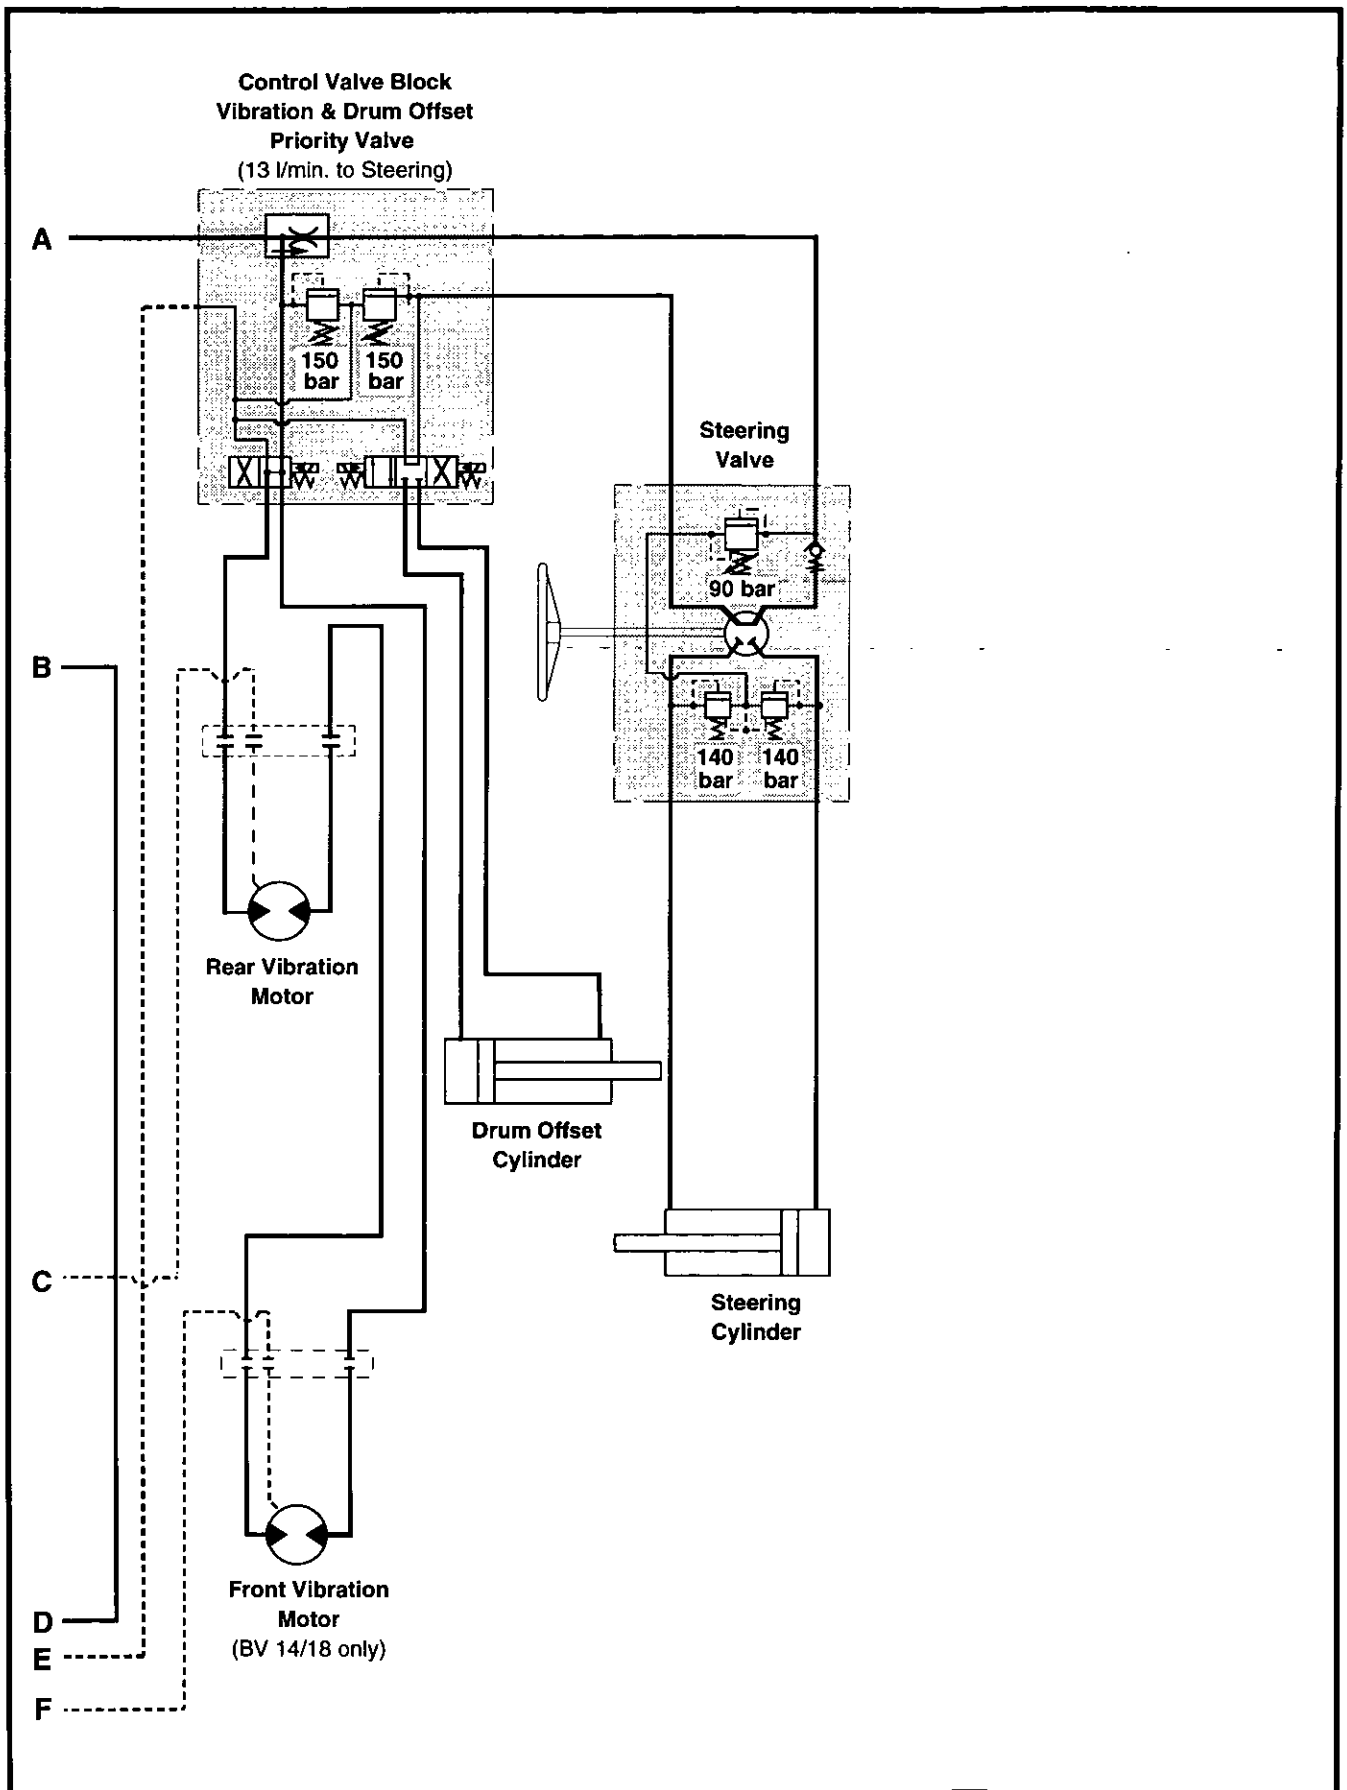 Control Valve Block
Vibration & Drum Offset
Priority Valve
(13 l/min. to Steering)
A
150
bar
150
bar
Steering
Valve
90 bar
B
140
bar
140
bar
Rear Vibration
Motor
Drum Offset
Cylinder
C
Steering
Cylinder
Front Vibration
Motor
(BV 14/18 only)
D
E
F